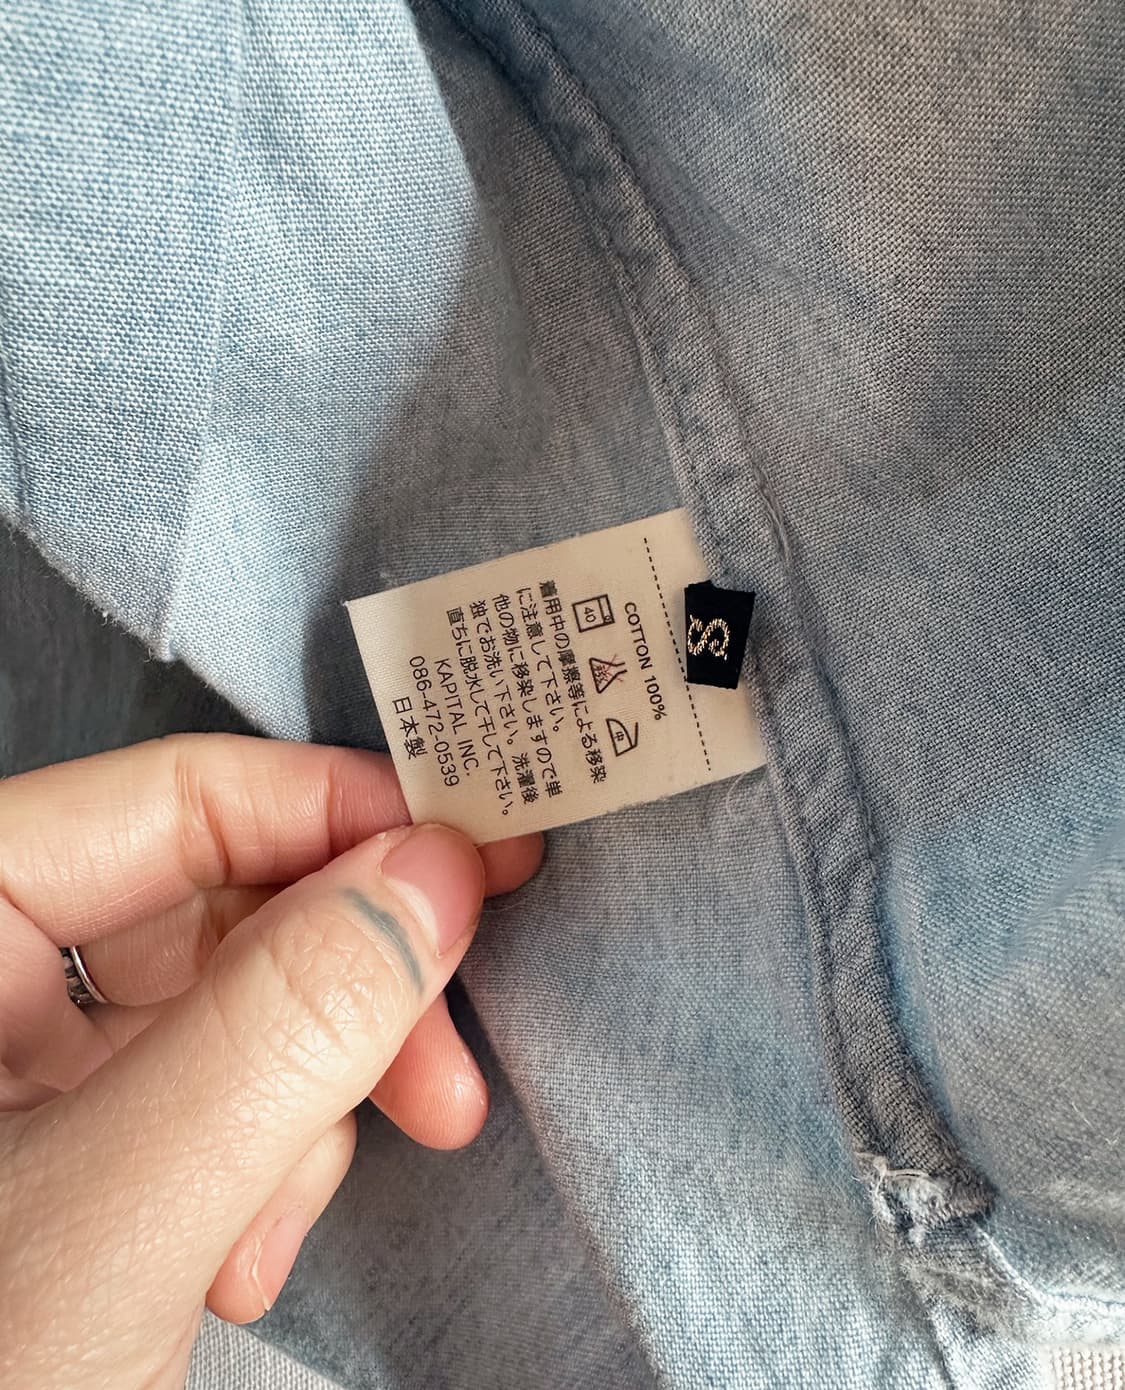 COTTON 100%
40
中
着用中の摩擦等による移染
に注意して下さい。
他の物に移染しますので単
独でお洗い下さい。洗濯後
直ちに脱水して干して下さい。
KAPITAL INC.
086-472-0539
日本製